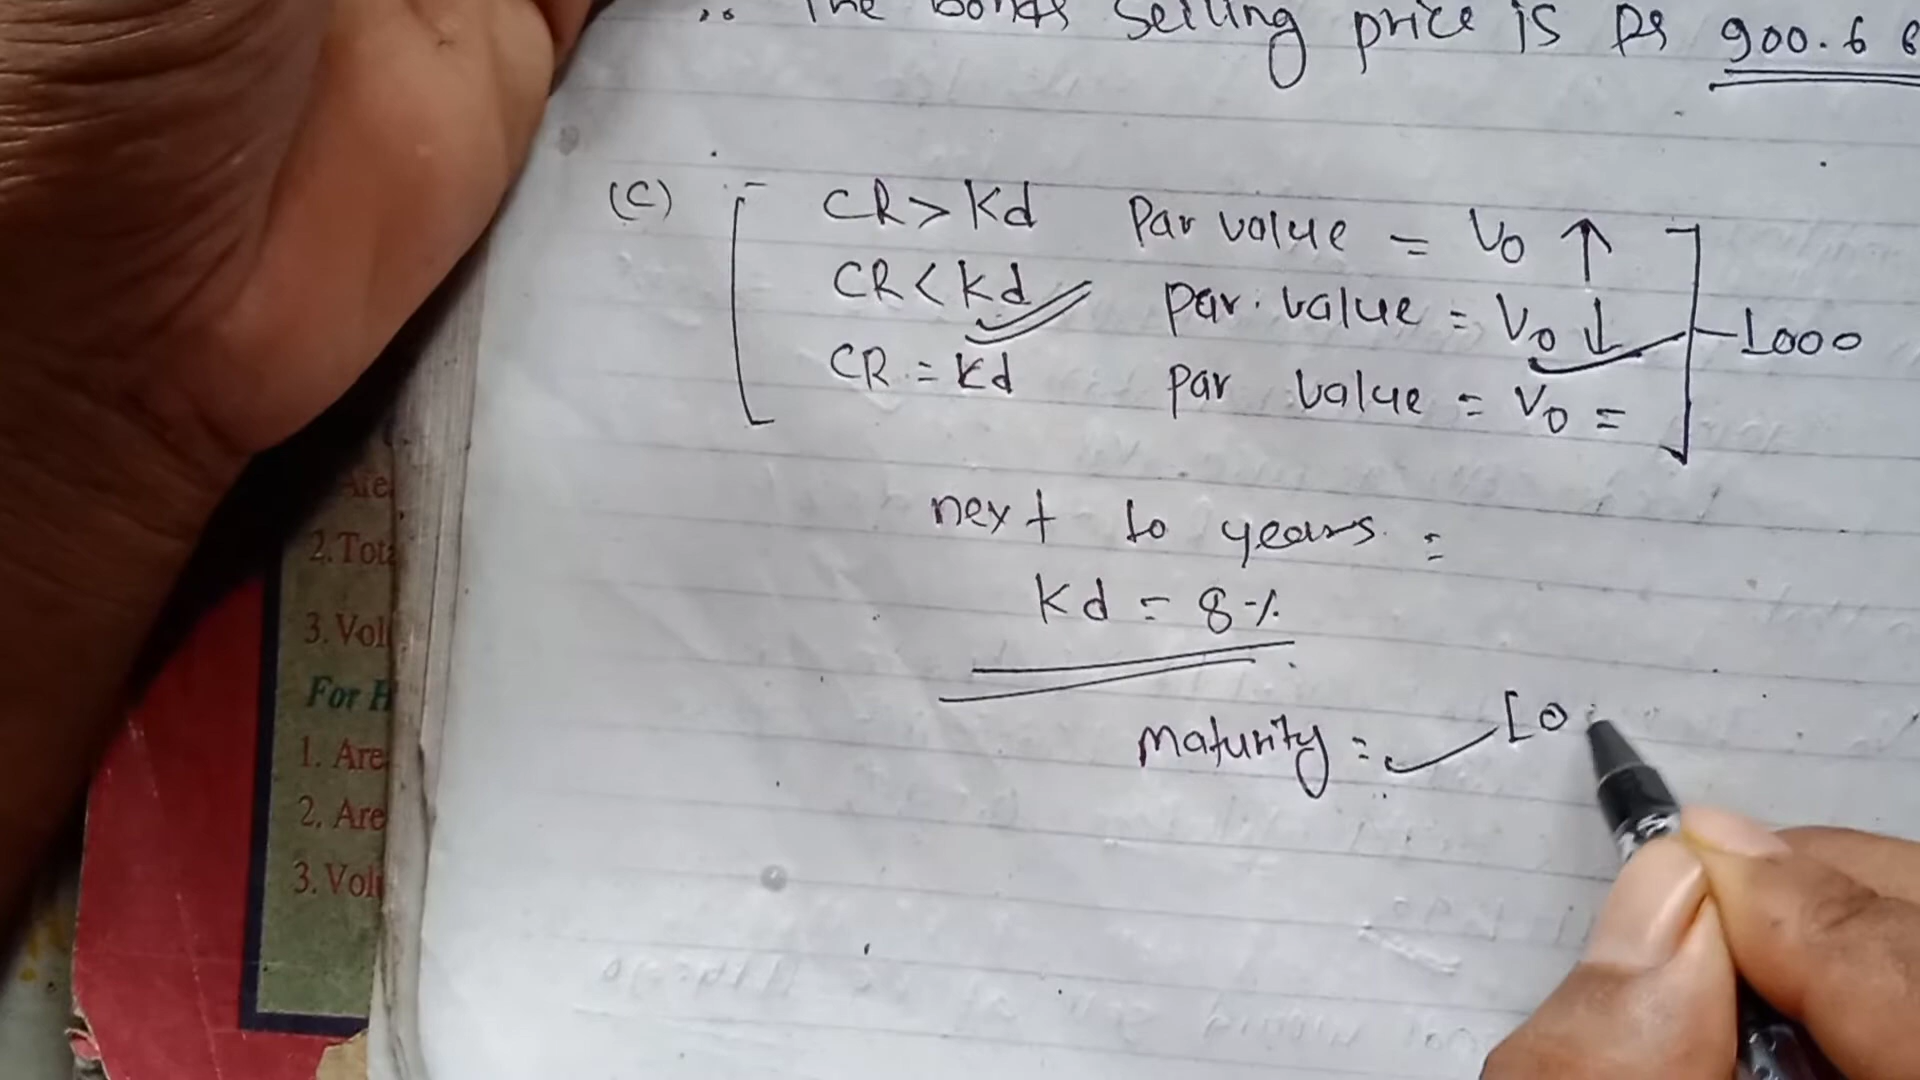 ∴ The bonds selling price is Rs 900.6
(C) CR > Kd Par value = V0 ↑
CR < Kd par. value = V0 ↓ 1000
CR = Kd par value = V0 =
next 10 years =
Kd = 8%
maturity = 10
2. Tot
3. Vol
For
1. Are
2. Are
3. Vol